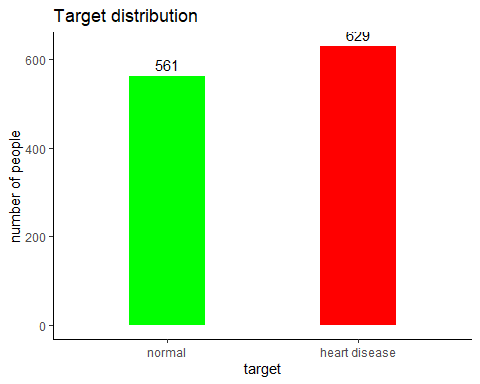 Target distribution
629
561
600
400
200
0
number of people
normal
heart disease
target